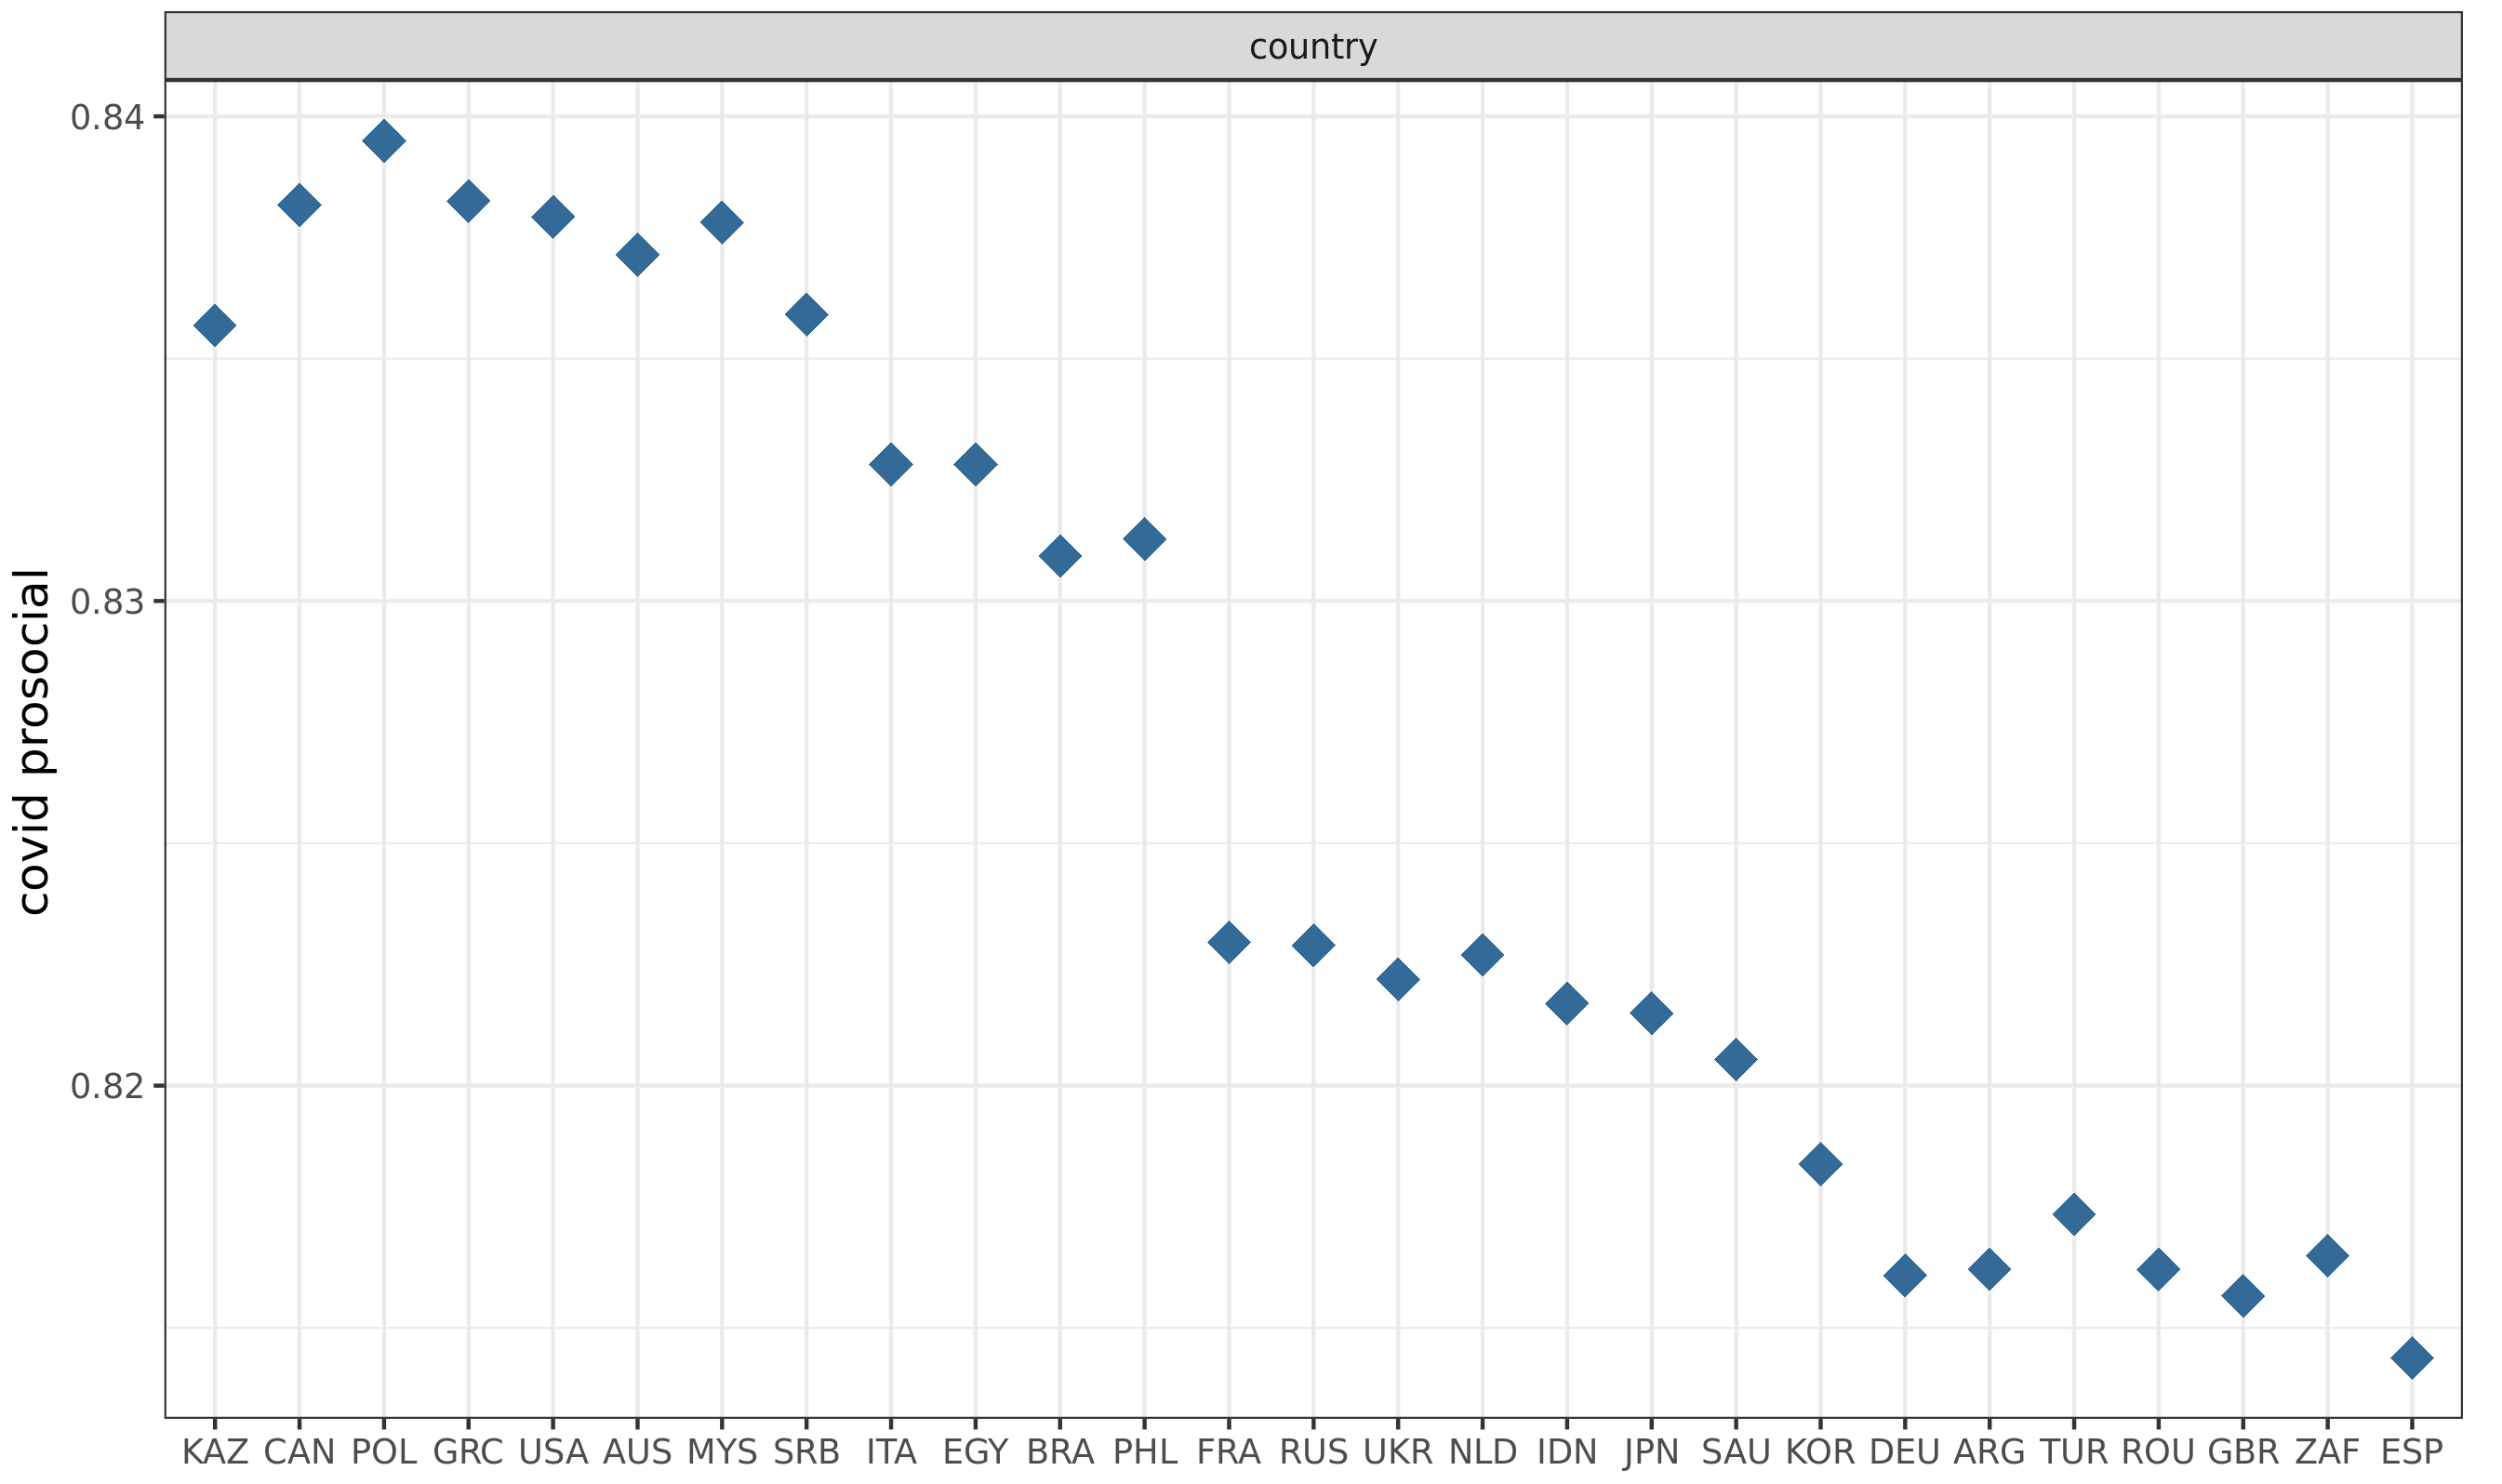 country
0.84
0.83
0.82
covid prosocial
KAZ CAN POL GRC USA AUS MYS SRB ITA EGY BRA PHL FRA RUS UKR NLD IDN JPN SAU KOR DEU ARG TUR ROU GBR ZAF ESP